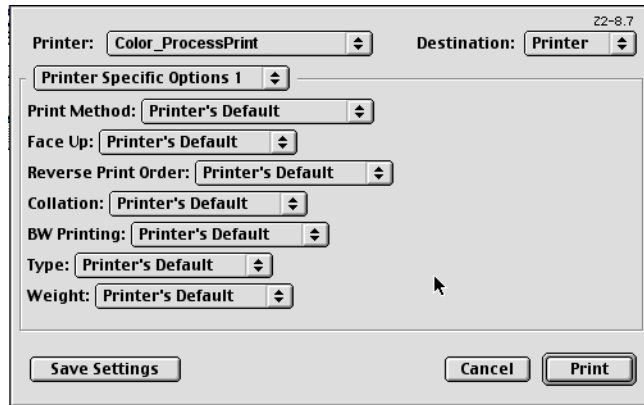 Z2-8.7
Printer: Color_ProcessPrint Destination: Printer
Printer Specific Options 1
Print Method: Printer's Default
Face Up: Printer's Default
Reverse Print Order: Printer's Default
Collation: Printer's Default
BW Printing: Printer's Default
Type: Printer's Default
Weight: Printer's Default
Save Settings Cancel Print